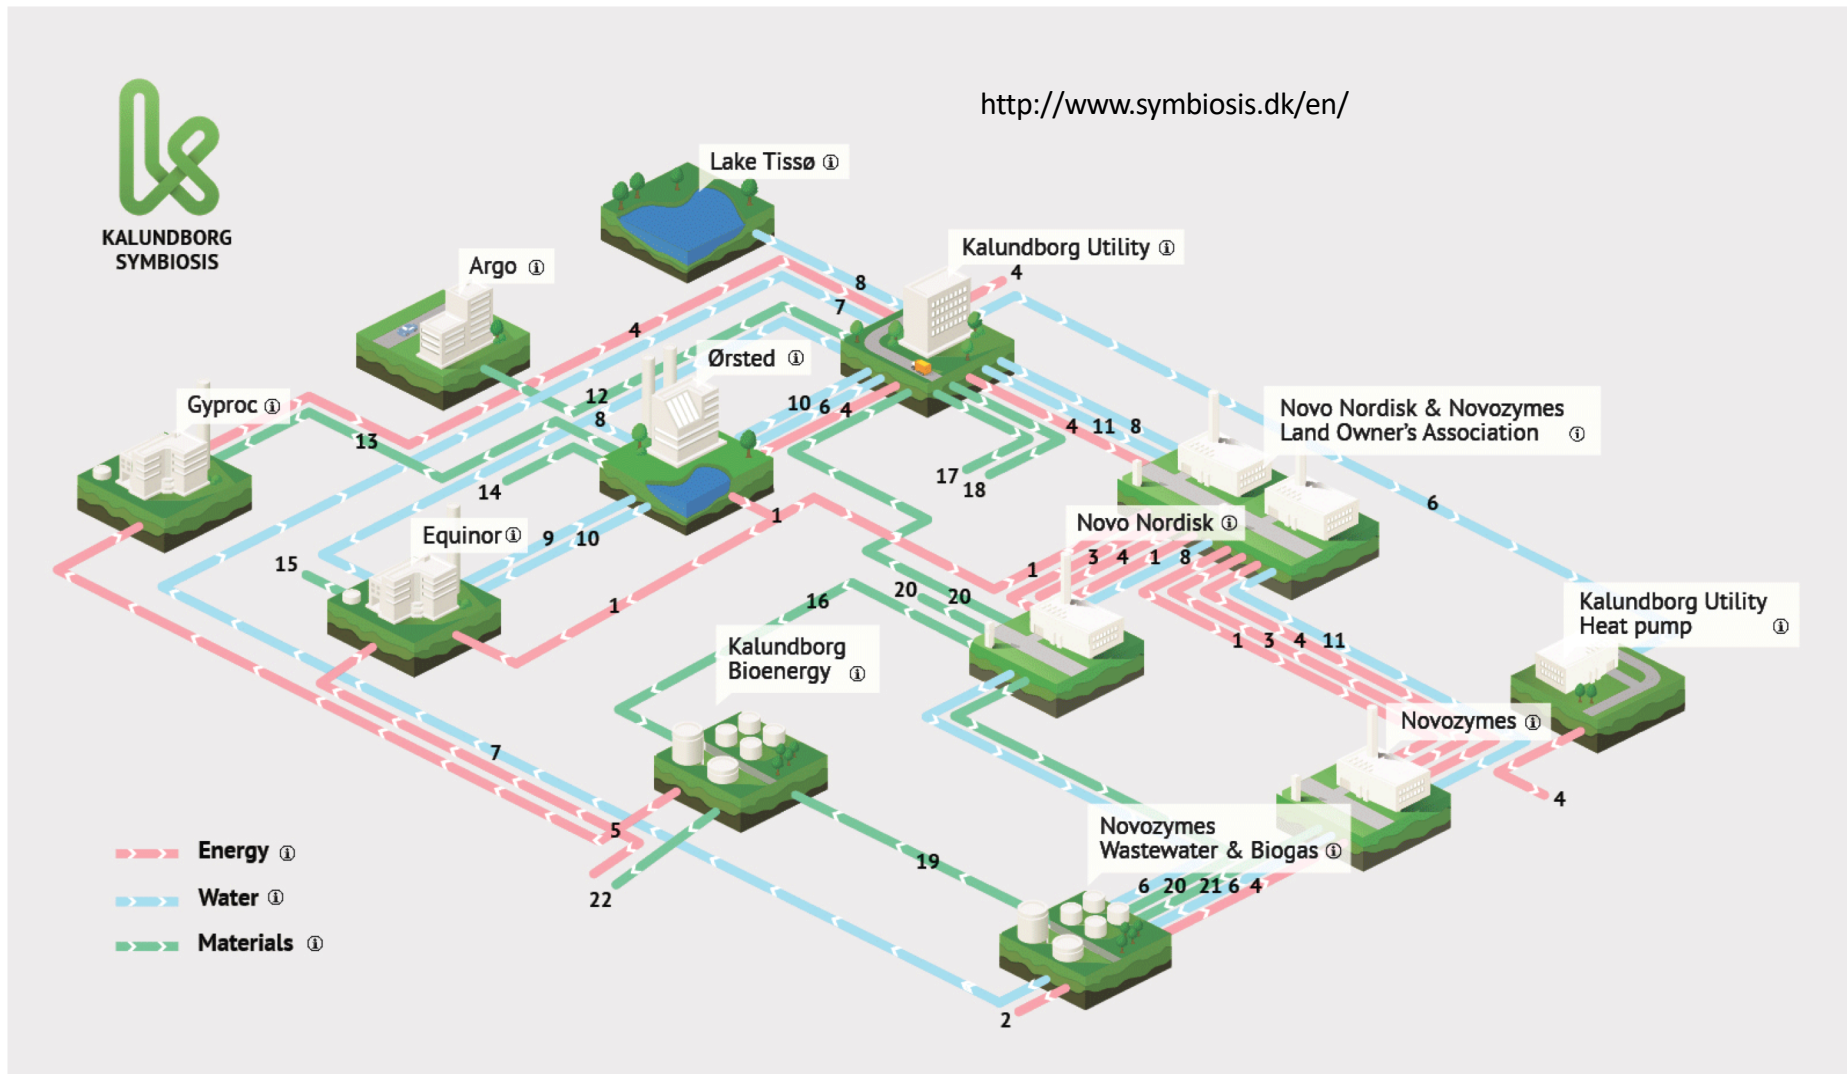 http://www.symbiosis.dk/en/
KALUNDBORG
SYMBIOSIS
Lake Tissø
Kalundborg Utility
Argo
4
8
7
4
Ørsted
Gyproc
12
8
10 6 4
13
Novo Nordisk & Novozymes
Land Owner's Association
4 11 8
17
18
14
6
1
Novo Nordisk
Equinor
9 10
15
1 3 4 1 8
1
16
20 20
Kalundborg Utility
Heat pump
1 3 4 11
Kalundborg
Bioenergy
Novozymes
7
4
5
Novozymes
Wastewater & Biogas
19
6 20 21 6 4
22
2
Energy
Water
Materials